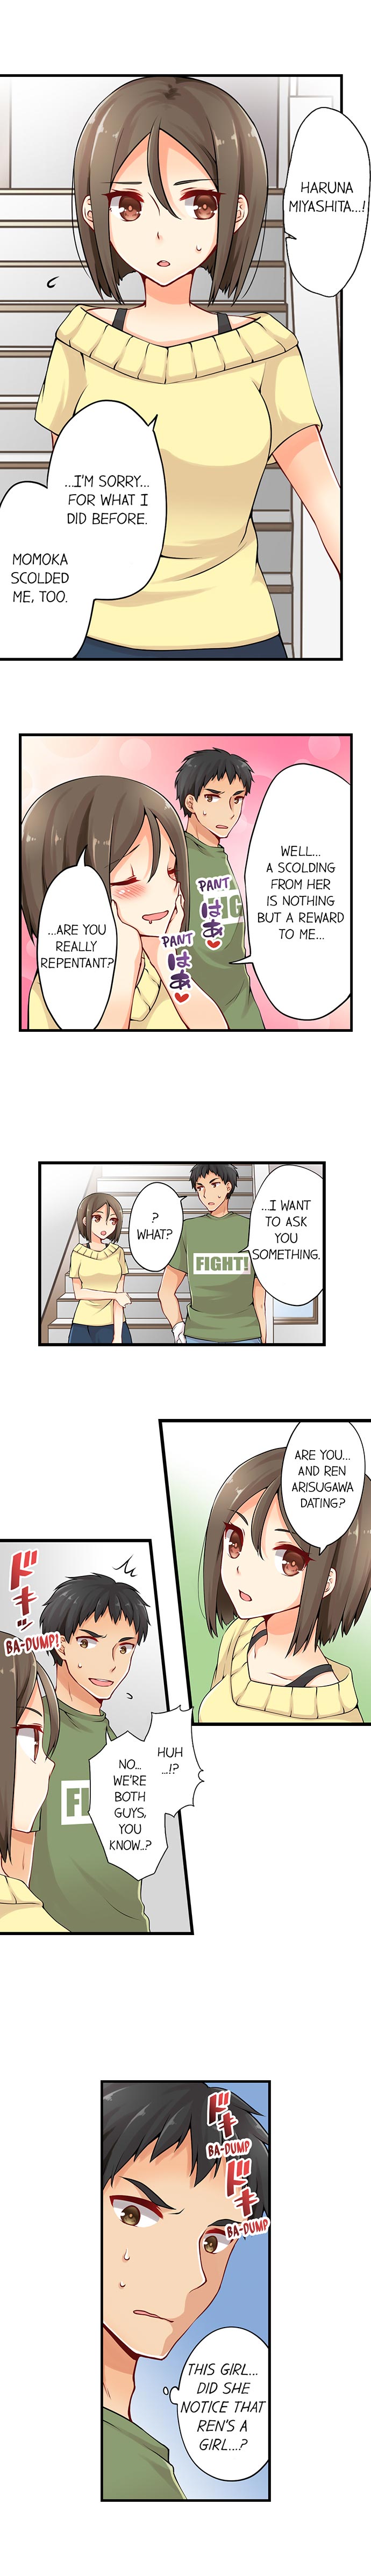 HARUNA
MIYASHITA...!
...I'M SORRY...
FOR WHAT I
DID BEFORE.
MOMOKA
SCOLDED
ME, TOO.
WELL...
A SCOLDING
FROM HER
IS NOTHING
BUT A REWARD
TO ME...
PANT
はぁ
PANT
はぁ
...ARE YOU
REALLY
REPENTANT?
...I WANT
TO ASK
YOU
SOMETHING.
?
WHAT?
FIGHT!
ARE YOU...
AND REN
ARISUGAWA
DATING?
ドキッ
BA-DUMP!
HUH
...!?
NO...
WE'RE
BOTH
GUYS,
YOU
KNOW..?
ドキ
BA-DUMP
ドキ
BA-DUMP
THIS GIRL...
DID SHE
NOTICE THAT
REN'S A
GIRL...?